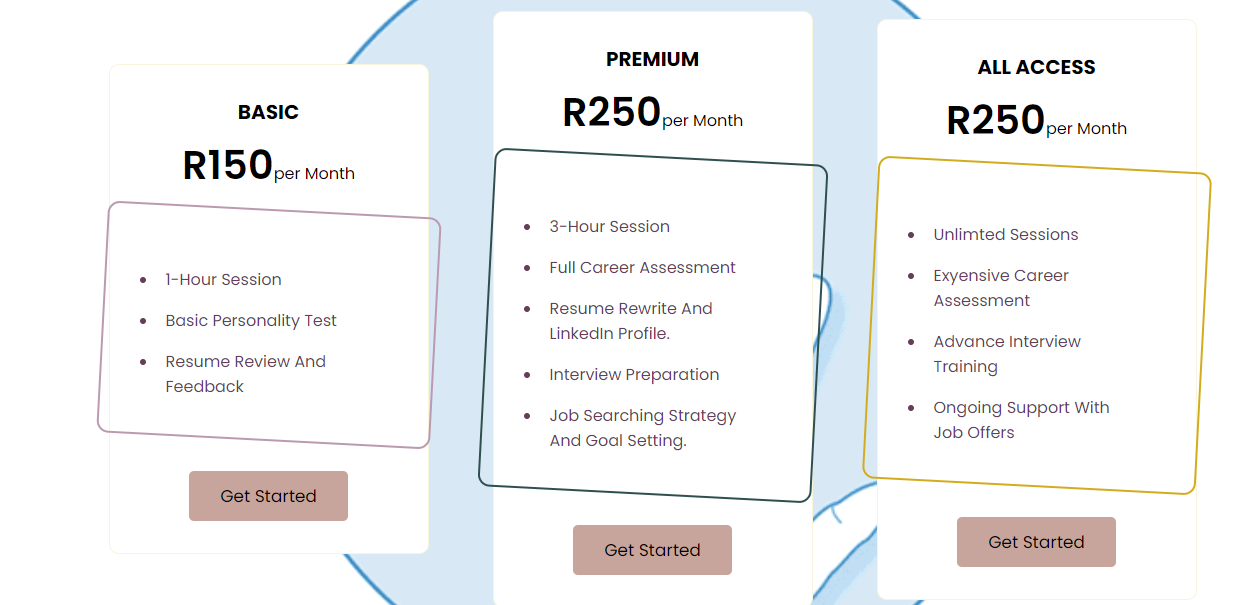 BASIC
R150per Month
1-Hour Session
Basic Personality Test
Resume Review And
Feedback
Get Started
PREMIUM
R250per Month
3-Hour Session
Full Career Assessment
Resume Rewrite And
LinkedIn Profile.
Interview Preparation
Job Searching Strategy
And Goal Setting.
Get Started
ALL ACCESS
R250per Month
Unlimted Sessions
Exyensive Career
Assessment
Advance Interview
Training
Ongoing Support With
Job Offers
Get Started